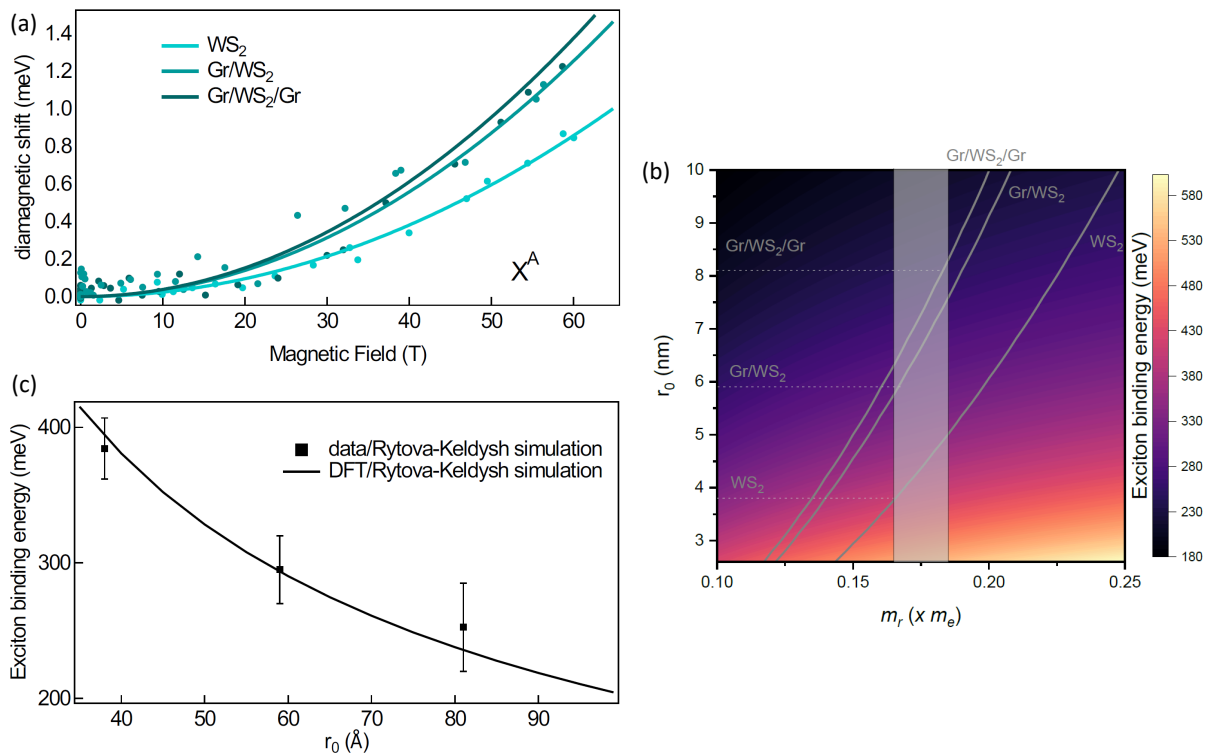 (a)
1.4
1.2
1.0
0.8
0.6
0.4
0.2
0.0
diamagnetic shift (meV)
WS2
Gr/WS2
Gr/WS2/Gr
X^A
0 10 20 30 40 50 60
Magnetic Field (T)
(b)
Gr/WS2/Gr
Gr/WS2
WS2
Gr/WS2/Gr
Gr/WS2
WS2
10
9
8
7
6
5
4
3
r0 (nm)
0.10 0.15 0.20 0.25
mr (x me)
580
530
480
430
380
330
280
230
180
Exciton binding energy (meV)
(c)
400
300
200
Exciton binding energy (meV)
data/Rytova-Keldysh simulation
DFT/Rytova-Keldysh simulation
40 50 60 70 80 90
r0 (Å)